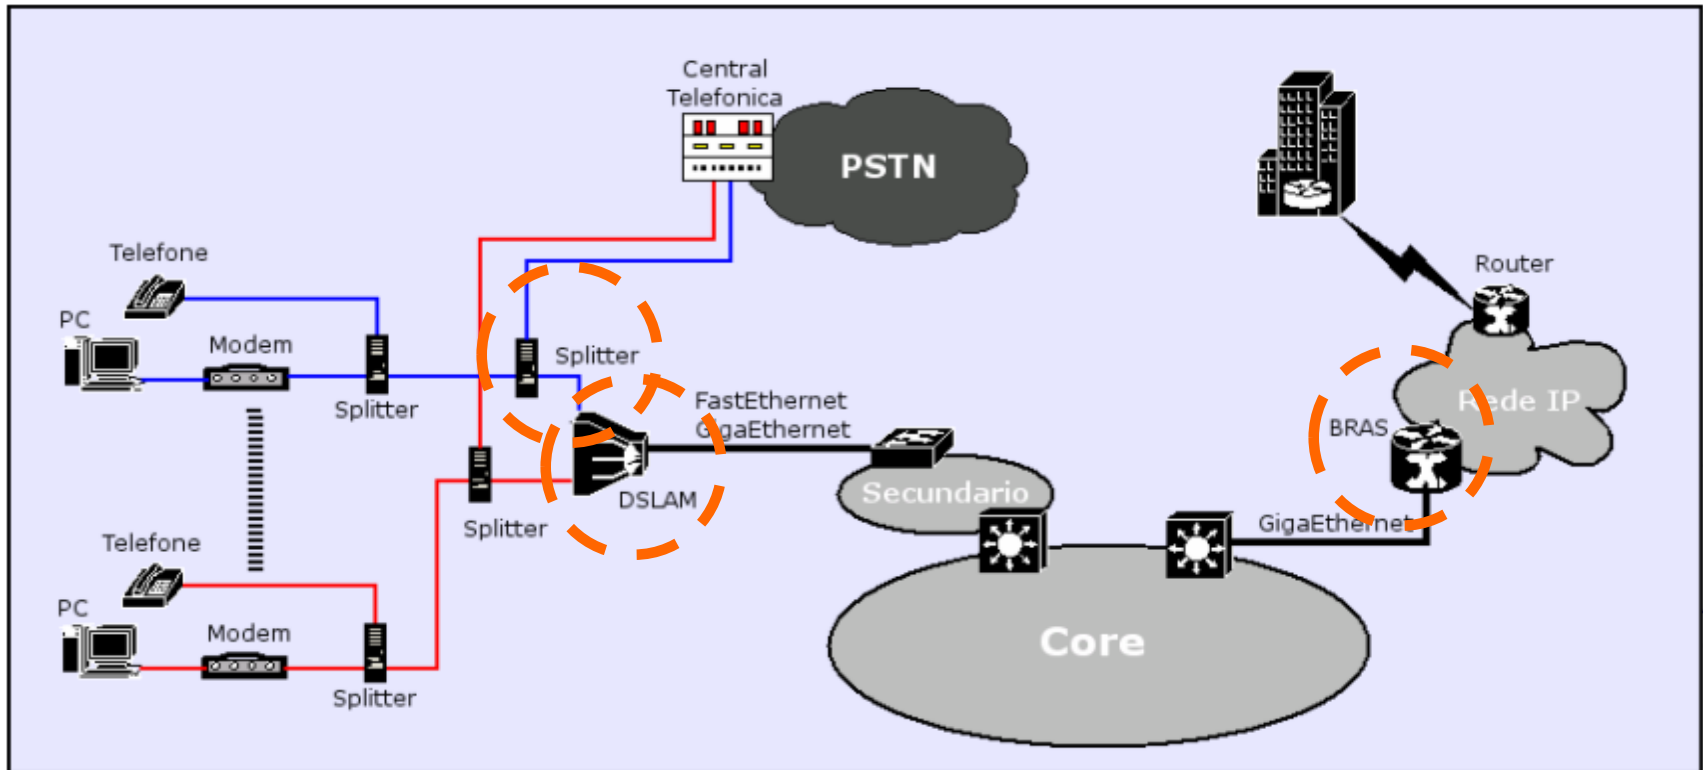 Central
Telefonica
PSTN
Telefone
PC
Modem
Splitter
Splitter
FastEthernet
GigaEthernet
DSLAM
Splitter
Telefone
PC
Modem
Splitter
Secundario
Core
GigaEthernet
BRAS
Rede IP
Router